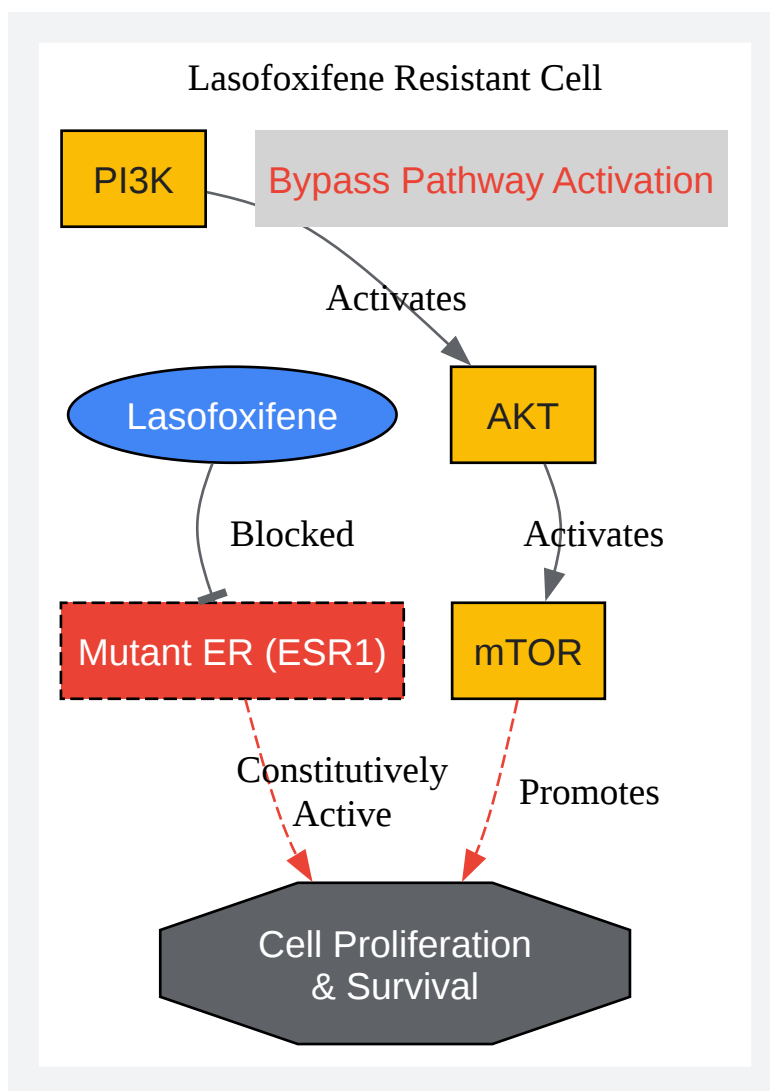 Lasofoxifene Resistant Cell
PI3K
Bypass Pathway Activation
Activates
Lasofoxifene
AKT
Blocked
Activates
Mutant ER (ESR1)
mTOR
Constitutively
Active
Promotes
Cell Proliferation
& Survival